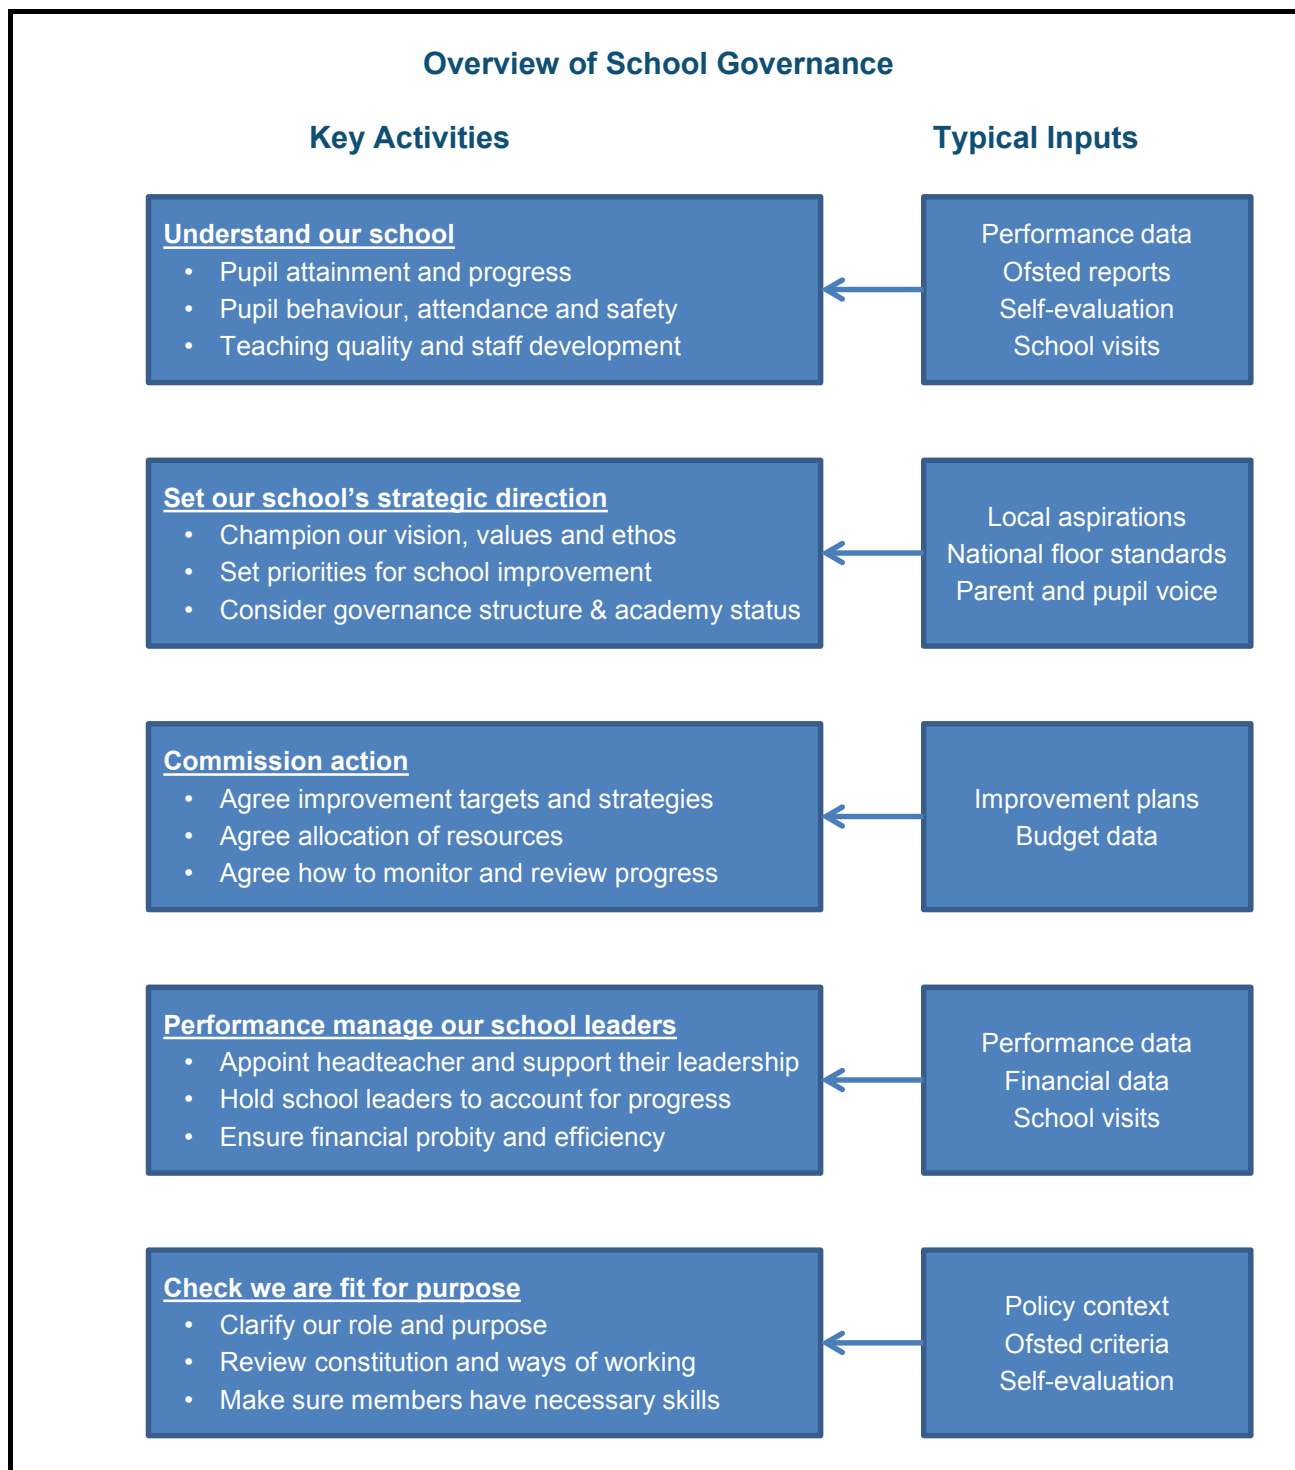 Overview of School Governance
Key Activities
Typical Inputs
Understand our school
• Pupil attainment and progress
• Pupil behaviour, attendance and safety
• Teaching quality and staff development
Performance data
Ofsted reports
Self-evaluation
School visits
Set our school’s strategic direction
• Champion our vision, values and ethos
• Set priorities for school improvement
• Consider governance structure & academy status
Local aspirations
National floor standards
Parent and pupil voice
Commission action
• Agree improvement targets and strategies
• Agree allocation of resources
• Agree how to monitor and review progress
Improvement plans
Budget data
Performance manage our school leaders
• Appoint headteacher and support their leadership
• Hold school leaders to account for progress
• Ensure financial probity and efficiency
Performance data
Financial data
School visits
Check we are fit for purpose
• Clarify our role and purpose
• Review constitution and ways of working
• Make sure members have necessary skills
Policy context
Ofsted criteria
Self-evaluation